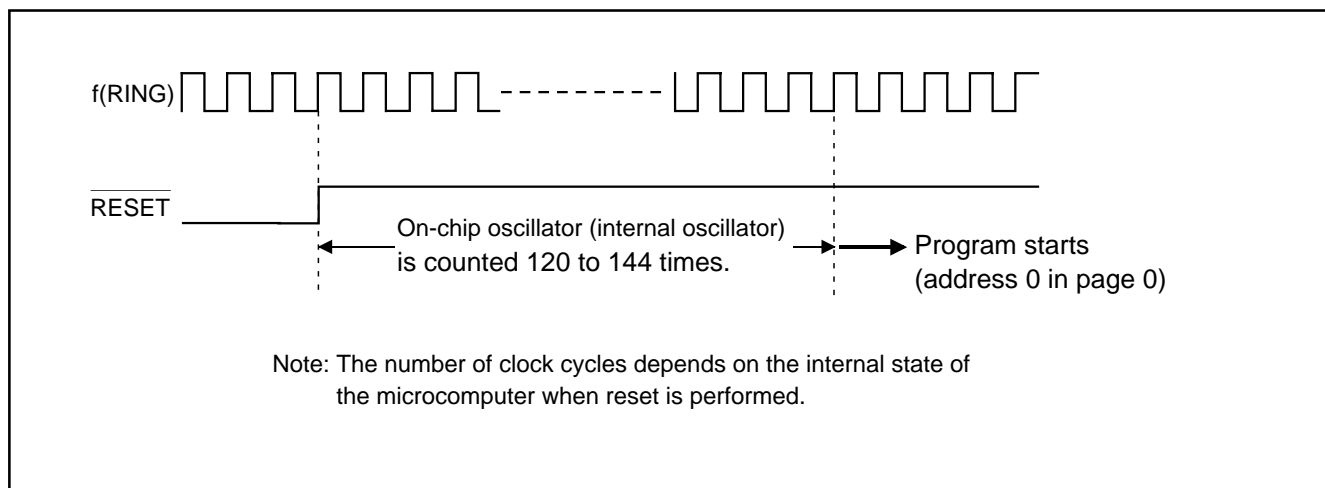 f(RING)
RESET
On-chip oscillator (internal oscillator)
is counted 120 to 144 times.
Program starts
(address 0 in page 0)
Note: The number of clock cycles depends on the internal state of
the microcomputer when reset is performed.